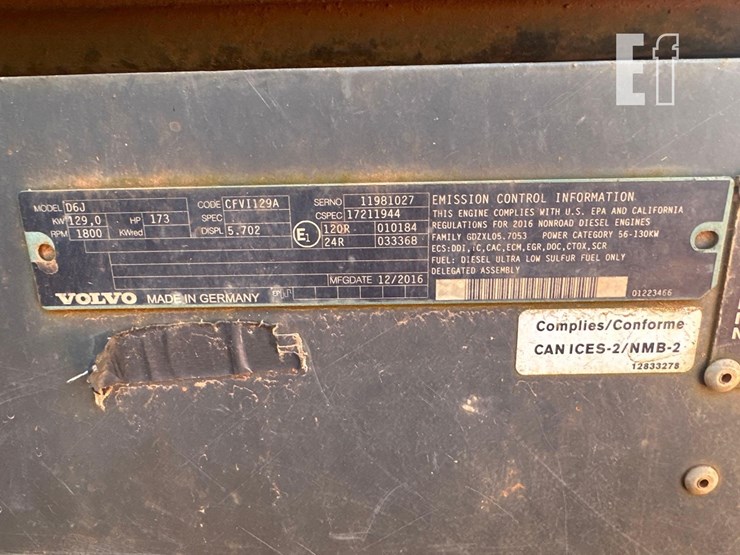 Ef
MODEL D6J CODE CFVI129A SERNO 11981027
KW 129,0 HP 173 SPEC CSPEC 17211944
RPM 1800 KWred DISPL 5.702 E1 120R 010184
24R 033368
MFGDATE 12/2016
VOLVO MADE IN GERMANY
EMISSION CONTROL INFORMATION
THIS ENGINE COMPLIES WITH U.S. EPA AND CALIFORNIA
REGULATIONS FOR 2016 NONROAD DIESEL ENGINES
FAMILY GDZXL05.7053 POWER CATEGORY 56-130KW
ECS:DDI,TC,CAC,ECM,EGR,DOC,CTOX,SCR
FUEL: DIESEL ULTRA LOW SULFUR FUEL ONLY
DELEGATED ASSEMBLY
01223466
Complies/Conforme
CAN ICES-2/NMB-2
12833278